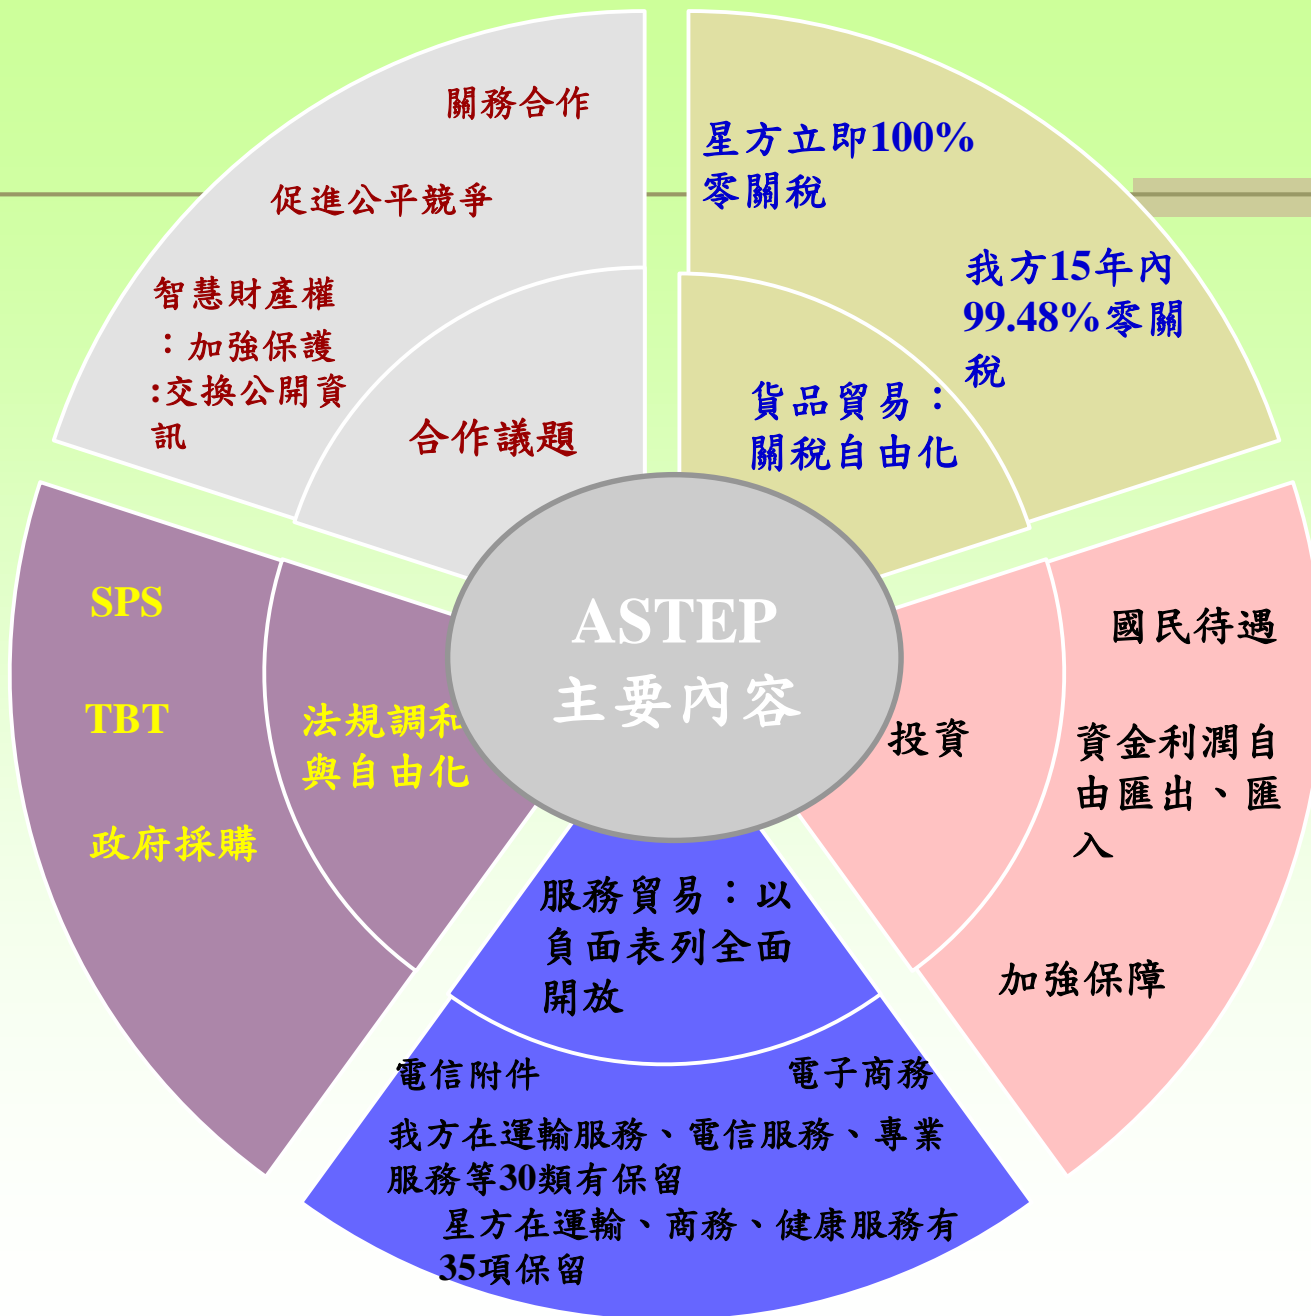 ASTEP
主要內容
星方立即100%
零關稅
我方15年內
99.48%零關
稅
貨品貿易：
關稅自由化
國民待遇
資金利潤自
由匯出、匯
入
加強保障
投資
服務貿易：以
負面表列全面
開放
電信附件
電子商務
我方在運輸服務、電信服務、專業
服務等30類有保留
星方在運輸、商務、健康服務有
35項保留
法規調和
與自由化
SPS
TBT
政府採購
關務合作
促進公平競爭
智慧財產權
：加強保護
:交換公開資
訊
合作議題